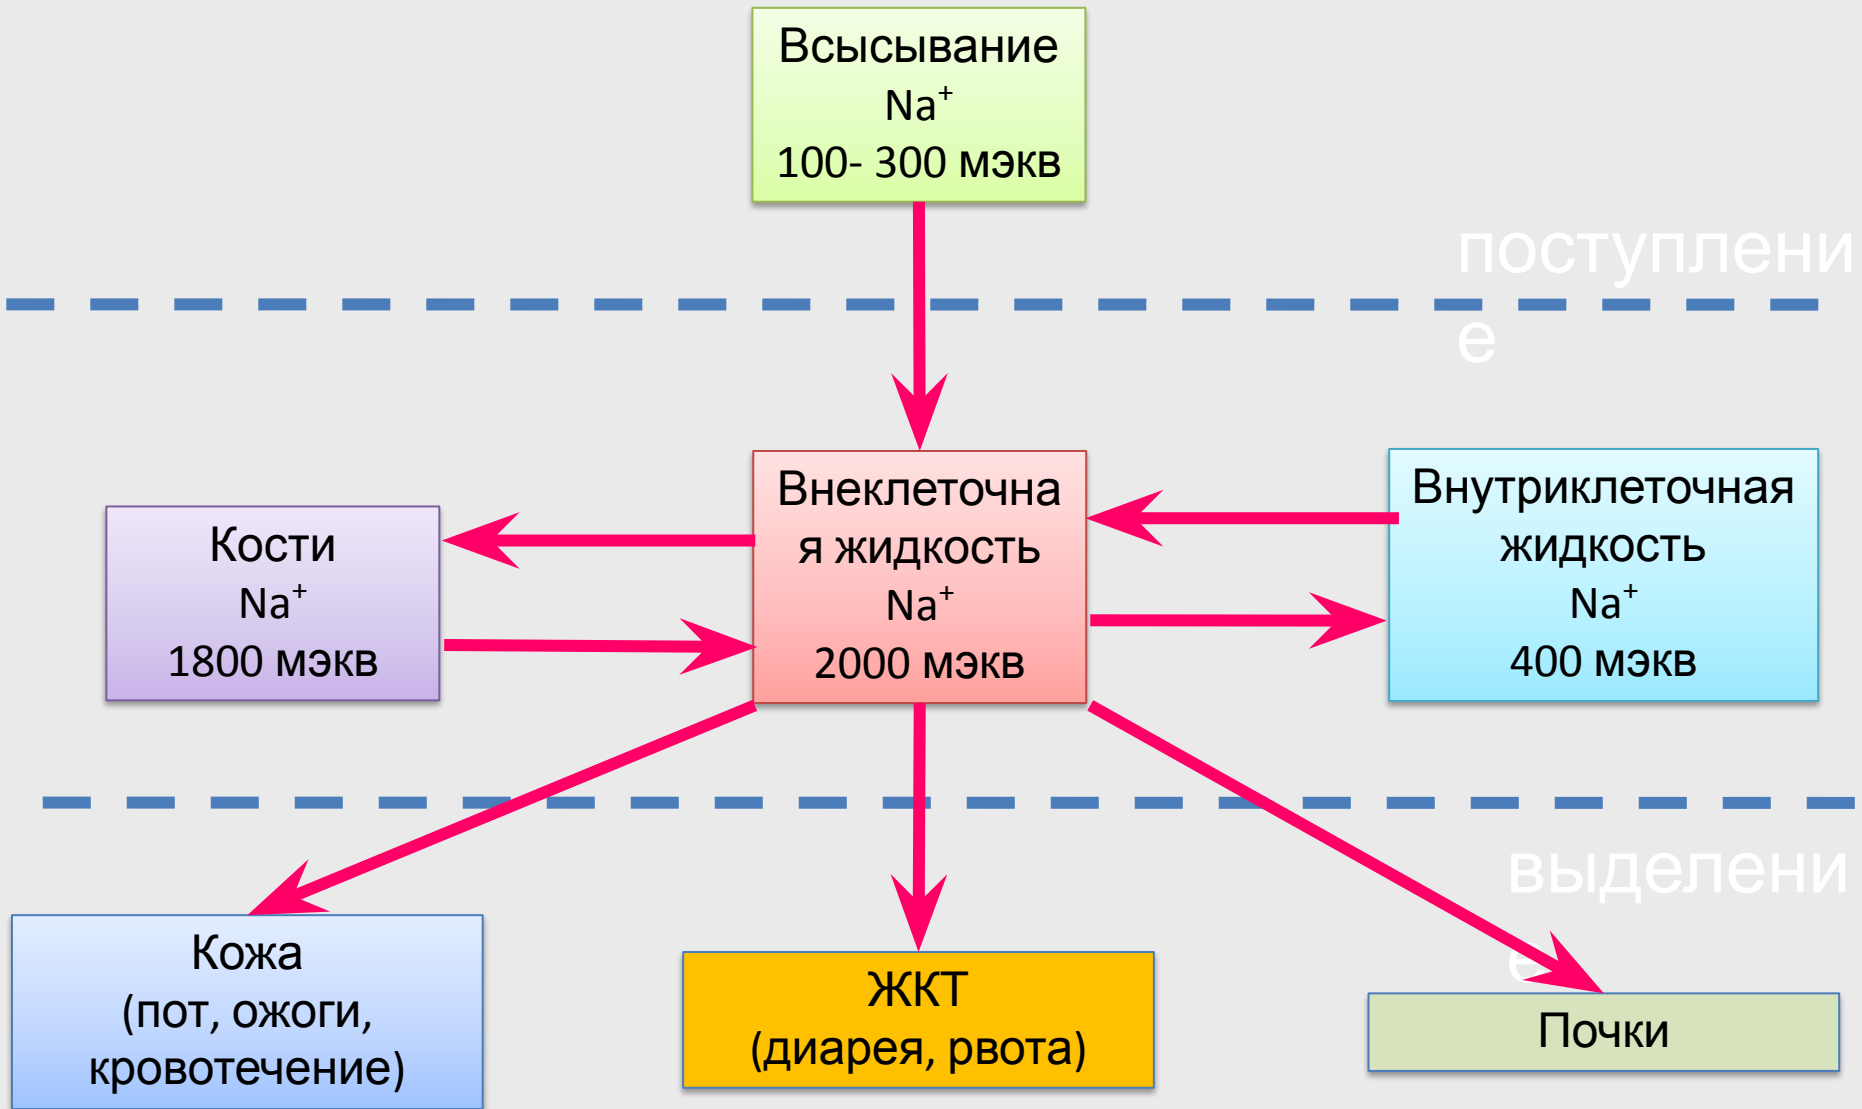 Всысывание
Na⁺
100- 300 мэкв
поступлени
е
Внеклеточна
я жидкость
Na⁺
2000 мэкв
Внутриклеточная
жидкость
Na⁺
400 мэкв
Кости
Na⁺
1800 мэкв
выделени
е
Кожа
(пот, ожоги,
кровотечение)
ЖКТ
(диарея, рвота)
Почки